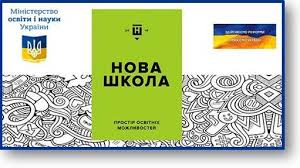 Міністерство
освіти і науки
України
НОВА
ШКОЛА
ПРОСТІР ОСВІТНІХ
МОЖЛИВОСТЕЙ